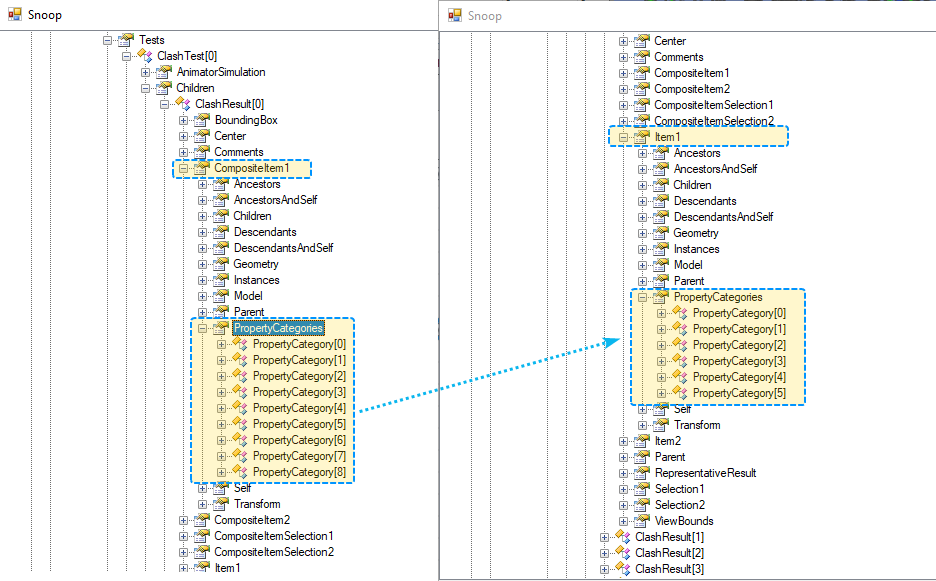 Snoop
Tests
ClashTest[0]
AnimatorSimulation
Children
ClashResult[0]
BoundingBox
Center
Comments
CompositeItem1
Ancestors
AncestorsAndSelf
Children
Descendants
DescendantsAndSelf
Geometry
Instances
Model
Parent
PropertyCategories
PropertyCategory[0]
PropertyCategory[1]
PropertyCategory[2]
PropertyCategory[3]
PropertyCategory[4]
PropertyCategory[5]
PropertyCategory[6]
PropertyCategory[7]
PropertyCategory[8]
Self
Transform
CompositeItem2
CompositeItemSelection1
CompositeItemSelection2
Item1
Snoop
Center
Comments
CompositeItem1
CompositeItem2
CompositeItemSelection1
CompositeItemSelection2
Item1
Ancestors
AncestorsAndSelf
Children
Descendants
DescendantsAndSelf
Geometry
Instances
Model
Parent
PropertyCategories
PropertyCategory[0]
PropertyCategory[1]
PropertyCategory[2]
PropertyCategory[3]
PropertyCategory[4]
PropertyCategory[5]
Self
Transform
Item2
Parent
RepresentativeResult
Selection1
Selection2
ViewBounds
ClashResult[1]
ClashResult[2]
ClashResult[3]